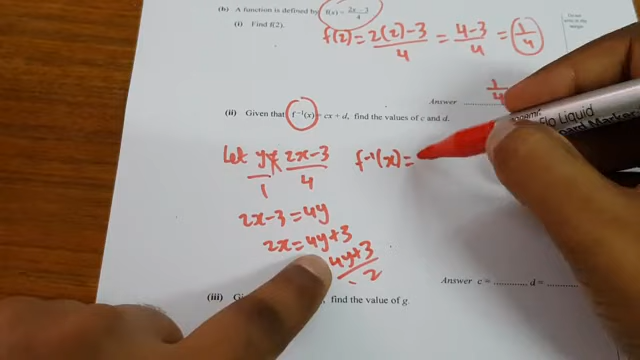 (b) A function is defined by f(x) = 2x − 3 / 4
(i) Find f(2).
f(2) = 2(2) − 3 / 4 = 4 − 3 / 4 = 1/4
1/4
Answer
(ii) Given that f⁻¹(x) = cx + d, find the values of c and d.
let y/1 = 2x − 3 / 4 f⁻¹(x) =
2x − 3 = 4y
2x = 4y + 3
4y + 3 / 2
Answer c = ............ d = ............
(iii) find the value of g.